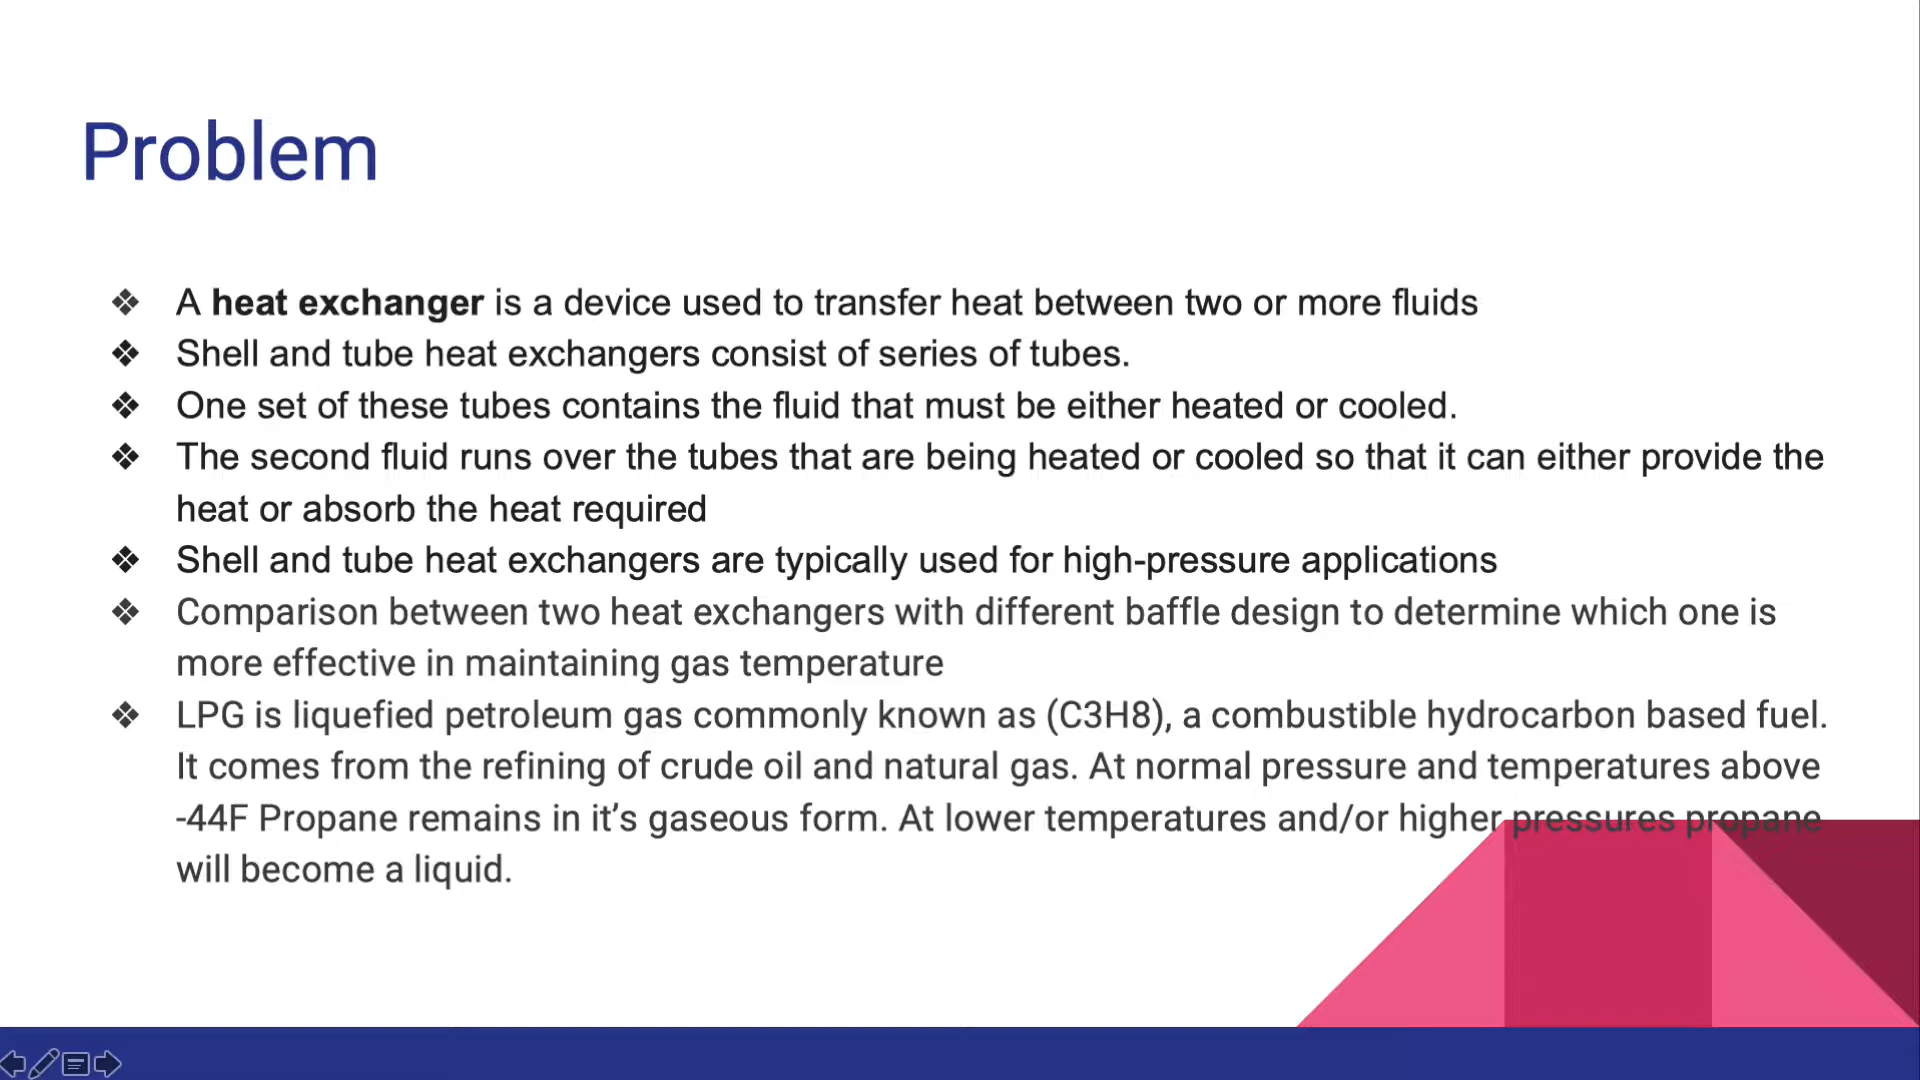 Problem
❖ A heat exchanger is a device used to transfer heat between two or more fluids
❖ Shell and tube heat exchangers consist of series of tubes.
❖ One set of these tubes contains the fluid that must be either heated or cooled.
❖ The second fluid runs over the tubes that are being heated or cooled so that it can either provide the
heat or absorb the heat required
❖ Shell and tube heat exchangers are typically used for high-pressure applications
❖ Comparison between two heat exchangers with different baffle design to determine which one is
more effective in maintaining gas temperature
❖ LPG is liquefied petroleum gas commonly known as (C3H8), a combustible hydrocarbon based fuel.
It comes from the refining of crude oil and natural gas. At normal pressure and temperatures above
-44F Propane remains in it’s gaseous form. At lower temperatures and/or higher pressures propane
will become a liquid.